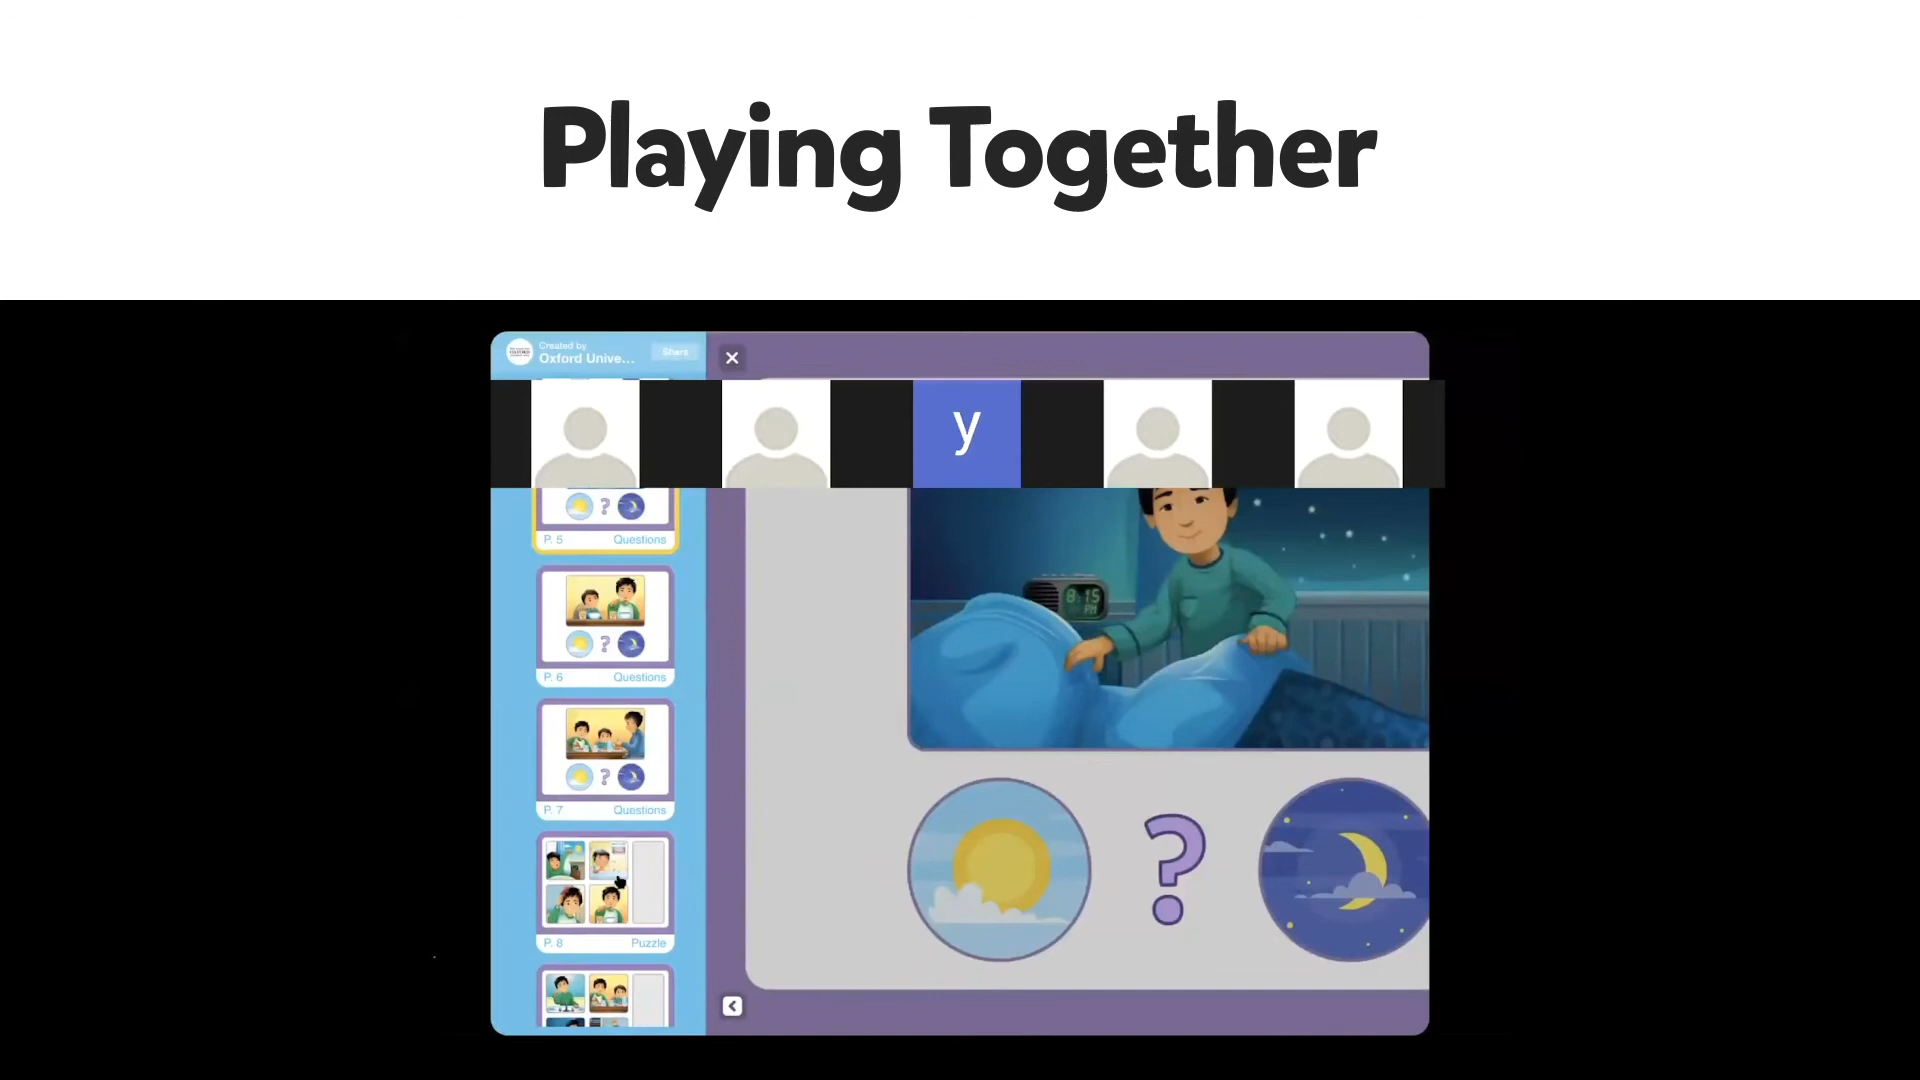 Playing Together
Created by
Oxford Unive...
Share
y
8:15
PM
?
P. 5 Questions
?
P. 6 Questions
?
P. 7 Questions
?
P. 8 Puzzle